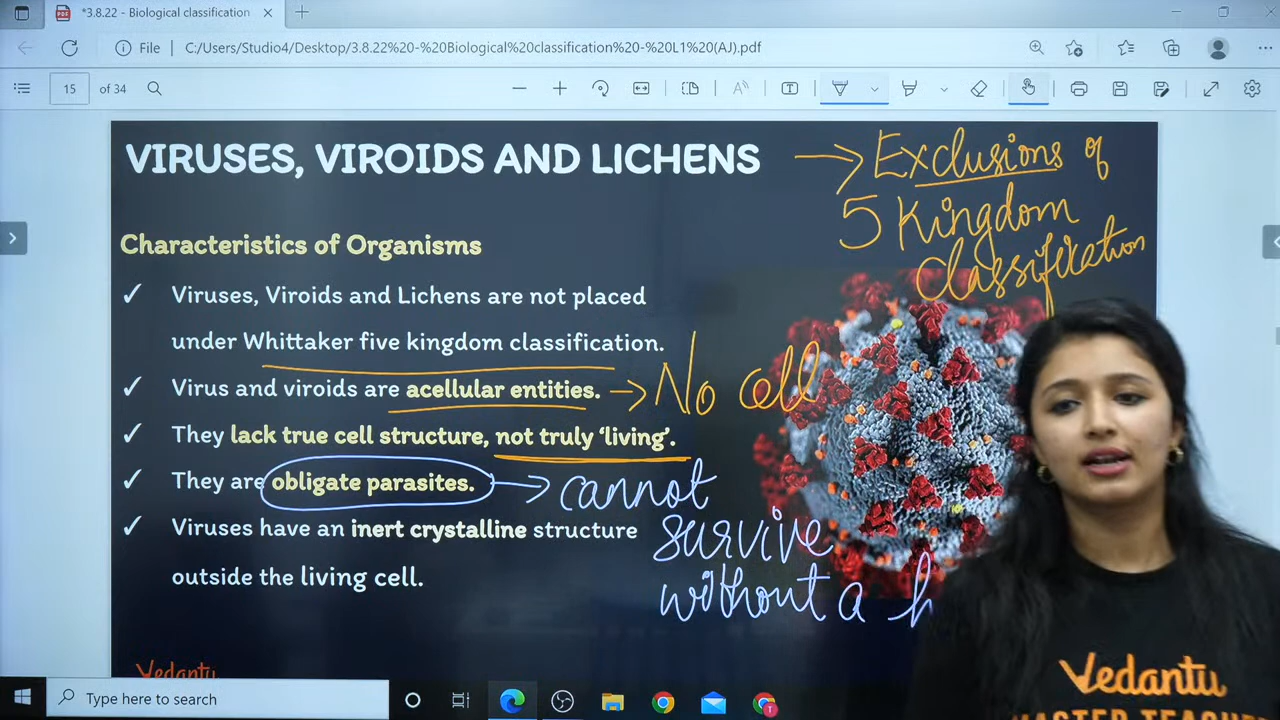 *3.8.22 - Biological classification
File
C:/Users/Studio4/Desktop/3.8.22%20-%20Biological%20classification%20-%20L1%20(AJ).pdf
15 of 34
VIRUSES, VIROIDS AND LICHENS
Exclusions of
5 Kingdom
classification
Characteristics of Organisms
Viruses, Viroids and Lichens are not placed
under Whittaker five kingdom classification.
Virus and viroids are acellular entities. No cell
They lack true cell structure, not truly ‘living’.
They are obligate parasites. cannot
survive
without a h
Viruses have an inert crystalline structure
outside the living cell.
Vedantu
Type here to search
Vedantu
MASTER TEACHER